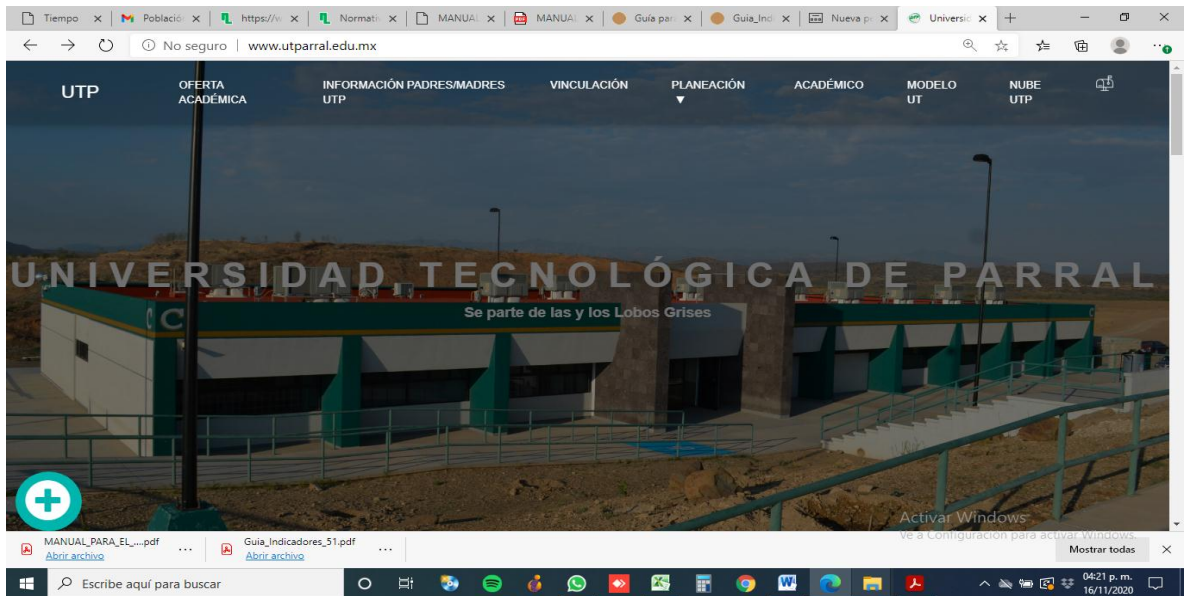 Tiempo
Població
https://w
Normativ
MANUAL
MANUAL
Guía par
Guia_Ind
Nueva p
Universid
No seguro | www.utparral.edu.mx
UTP
OFERTA
ACADÉMICA
INFORMACIÓN PADRES/MADRES
UTP
VINCULACIÓN
PLANEACIÓN
▼
ACADÉMICO
MODELO
UT
NUBE
UTP
UNIVERSIDAD TECNOLÓGICA DE PARRAL
Se parte de las y los Lobos Grises
C C
Activar Windows
Ve a Configuración para activar Windows.
MANUAL_PARA_EL_....pdf
Abrir archivo
Guia_Indicadores_51.pdf
Abrir archivo
Mostrar todas
Escribe aquí para buscar
04:21 p. m.
16/11/2020